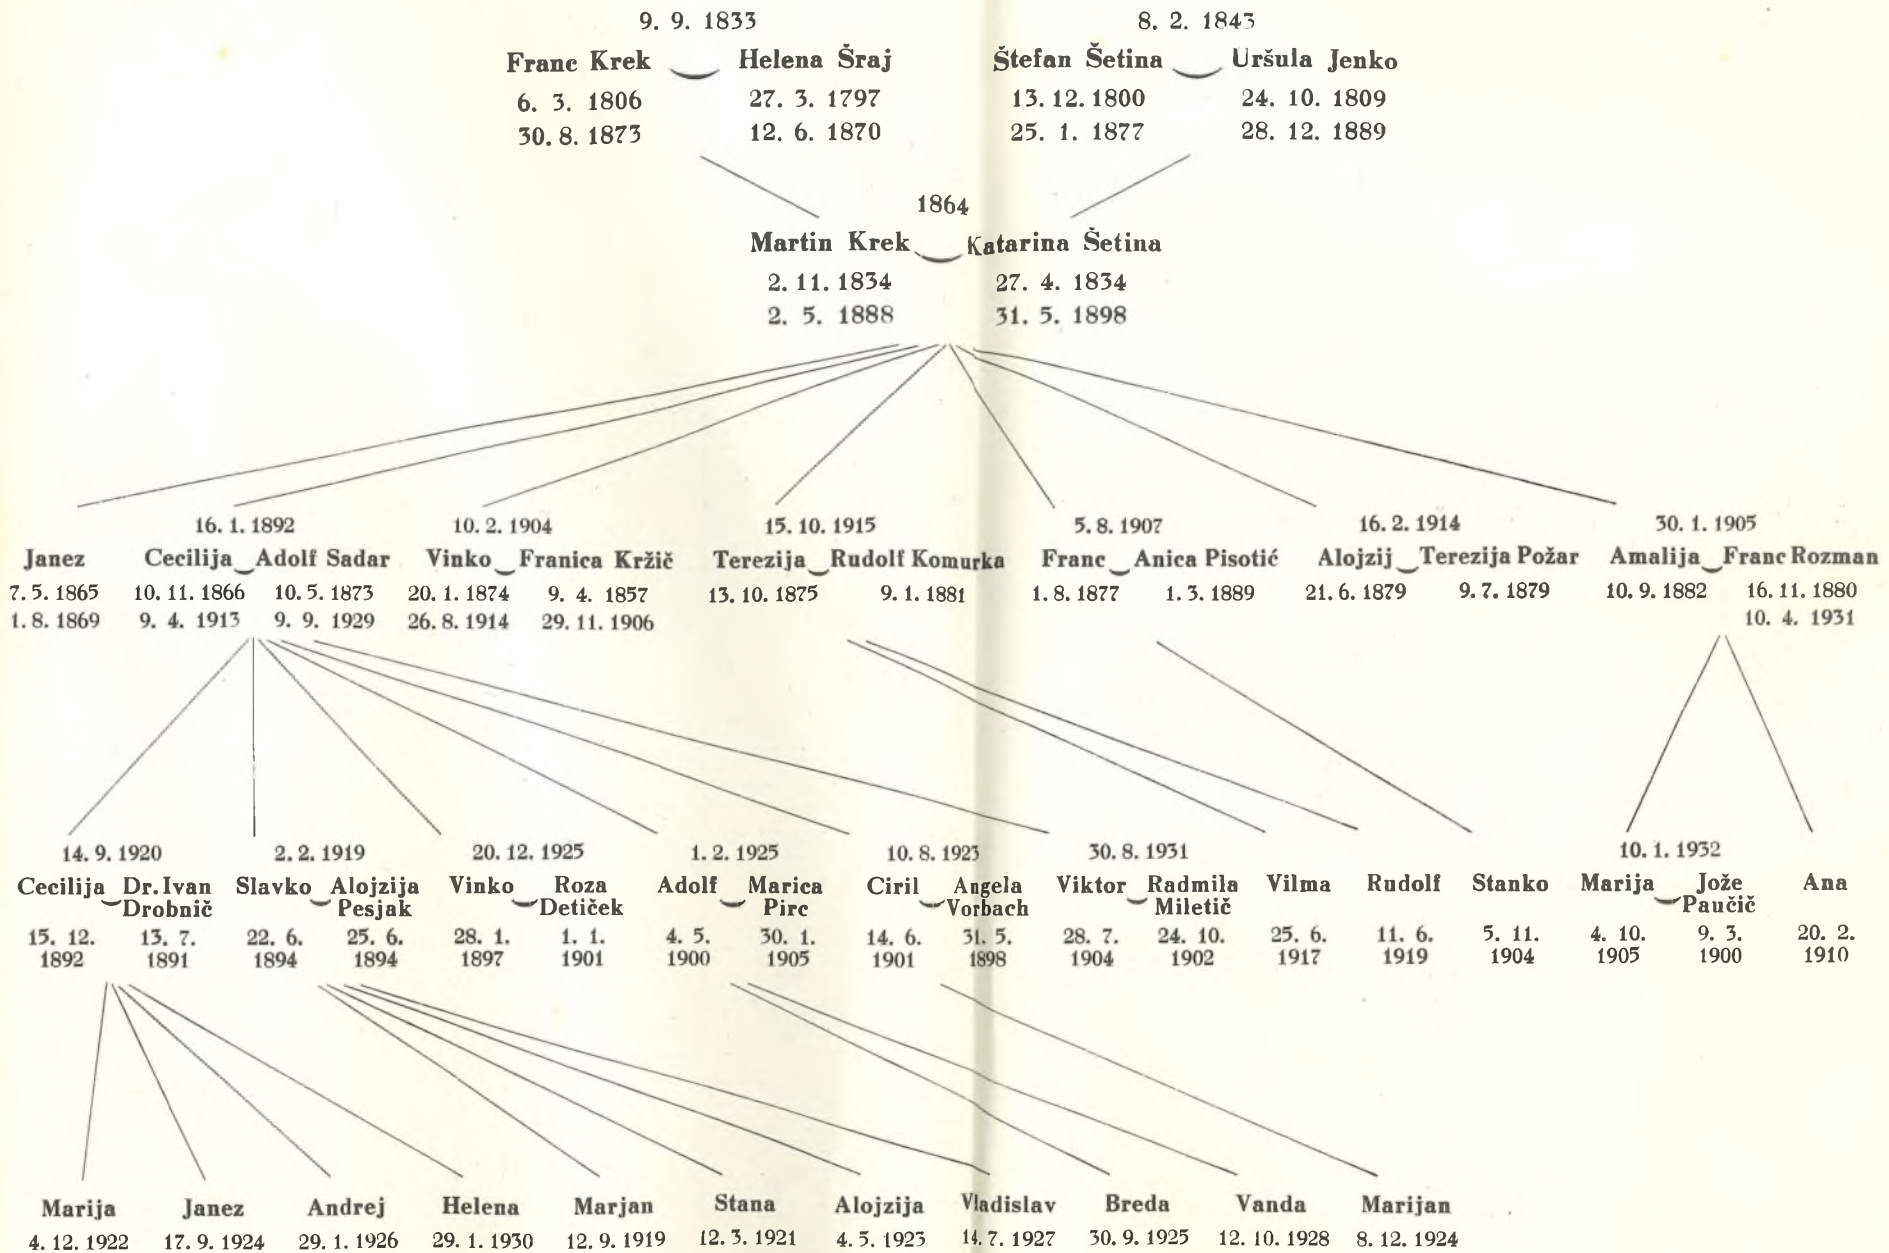 9. 9. 1833 8. 2. 1843
Franc Krek Helena Šraj Štefan Šetina Uršula Jenko
6. 3. 1806 27. 3. 1797 13. 12. 1800 24. 10. 1809
30. 8. 1873 12. 6. 1870 25. 1. 1877 28. 12. 1889
1864
Martin Krek Katarina Šetina
2. 11. 1834 27. 4. 1834
2. 5. 1888 31. 5. 1898
16. 1. 1892 10. 2. 1904 15. 10. 1915 5. 8. 1907 16. 2. 1914 30. 1. 1905
Janez Cecilija Adolf Sadar Vinko Franica Kržič Terezija Rudolf Komurka Franc Anica Pisotić Alojzij Terezija Požar Amalija Franc Rozman
7. 5. 1865 10. 11. 1866 10. 5. 1873 20. 1. 1874 9. 4. 1857 13. 10. 1875 9. 1. 1881 1. 8. 1877 1. 3. 1889 21. 6. 1879 9. 7. 1879 10. 9. 1882 16. 11. 1880
1. 8. 1869 9. 4. 1913 9. 9. 1929 26. 8. 1914 29. 11. 1906 10. 4. 1931
14. 9. 1920 2. 2. 1919 20. 12. 1925 1. 2. 1925 10. 8. 1923 30. 8. 1931 10. 1. 1932
Cecilija Dr. Ivan Slavko Alojzija Vinko Roza Adolf Marica Ciril Angela Viktor Radmila Vilma Rudolf Stanko Marija Jože Ana
Drobnič Pesjak Detiček Pirc Vorbach Miletič Paučič
15. 12. 13. 7. 22. 6. 25. 6. 28. 1. 1. 1. 4. 5. 30. 1. 14. 6. 31. 5. 28. 7. 24. 10. 25. 6. 11. 6. 5. 11. 4. 10. 9. 3. 20. 2.
1892 1891 1894 1894 1897 1901 1900 1905 1901 1898 1904 1902 1917 1919 1904 1905 1900 1910
Marija Janez Andrej Helena Marjan Stana Alojzija Vladislav Breda Vanda Marijan
4. 12. 1922 17. 9. 1924 29. 1. 1926 29. 1. 1930 12. 9. 1919 12. 3. 1921 4. 5. 1923 14. 7. 1927 30. 9. 1925 12. 10. 1928 8. 12. 1924